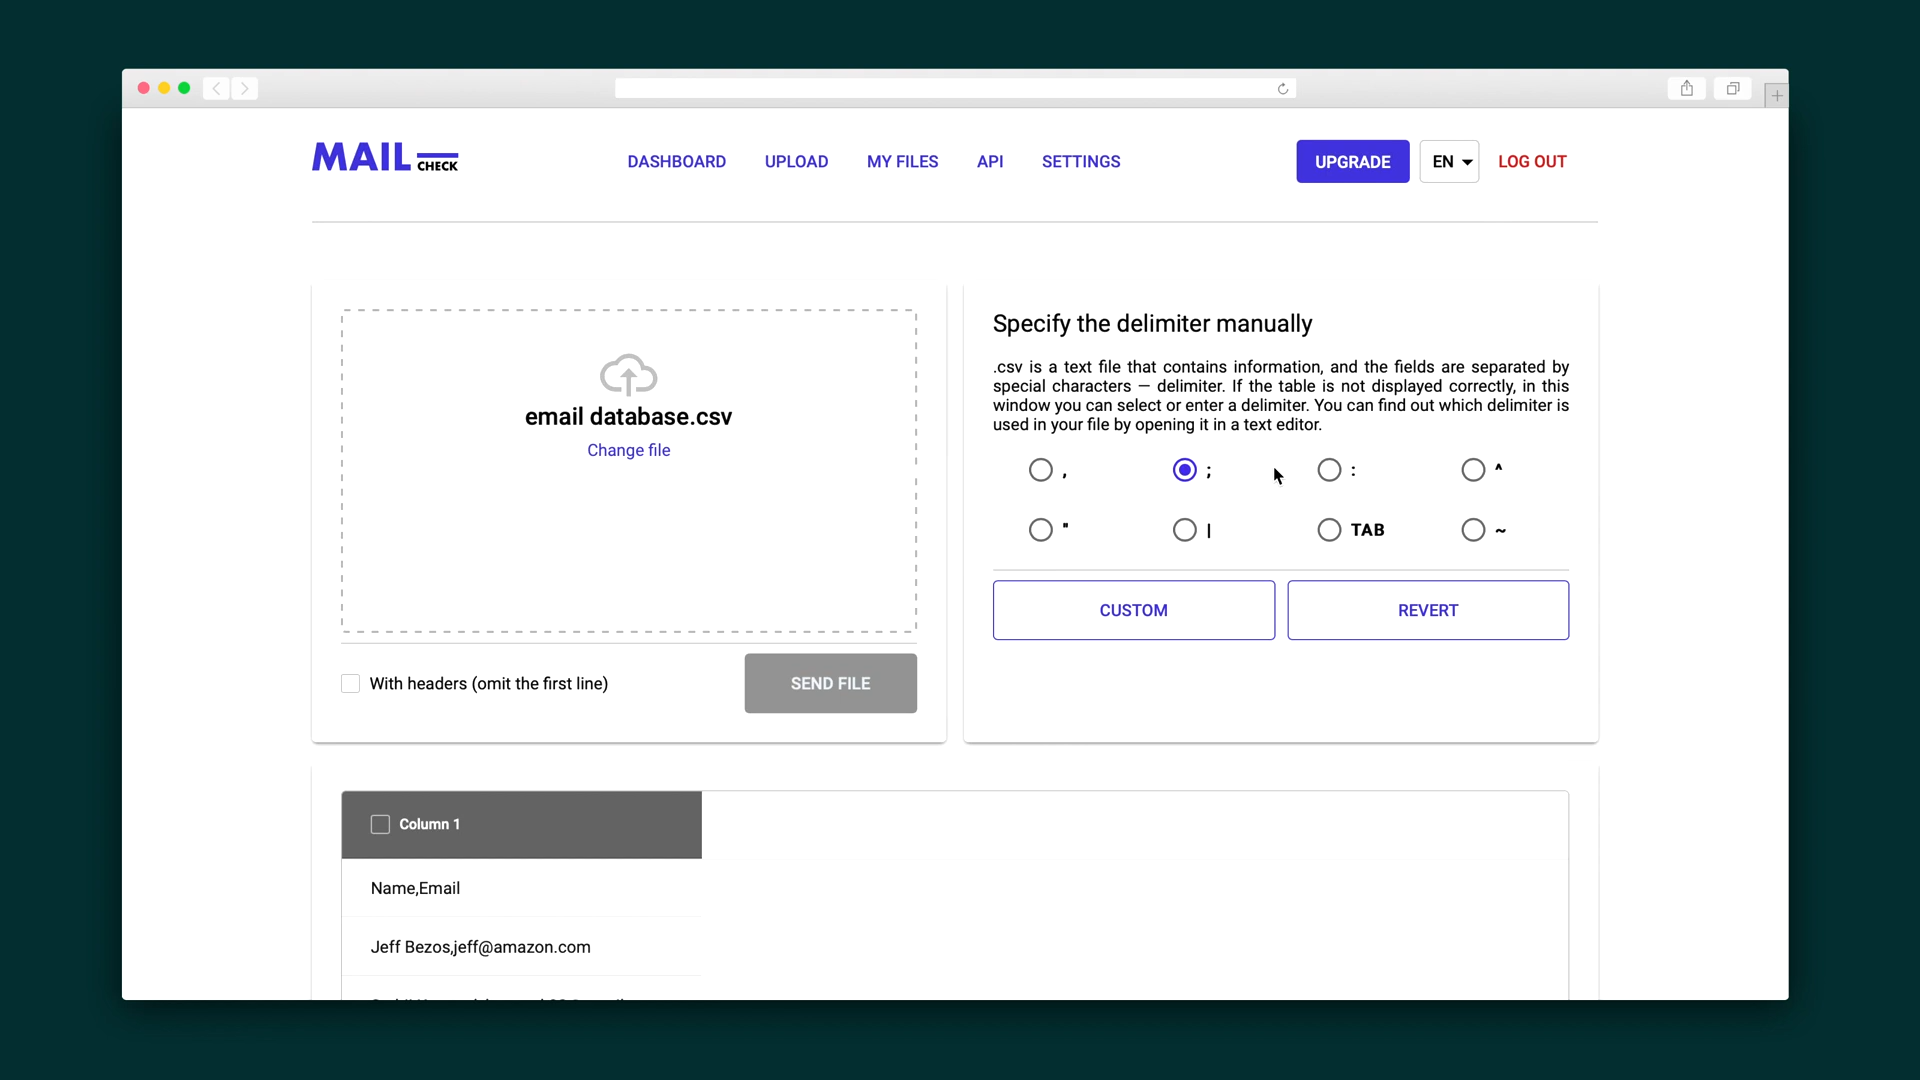 MAIL CHECK
DASHBOARD UPLOAD MY FILES API SETTINGS UPGRADE EN LOG OUT
email database.csv
Change file
With headers (omit the first line) SEND FILE
Specify the delimiter manually
.csv is a text file that contains information, and the fields are separated by
special characters — delimiter. If the table is not displayed correctly, in this
window you can select or enter a delimiter. You can find out which delimiter is
used in your file by opening it in a text editor.
, ; : ^
" | TAB ~
CUSTOM REVERT
Column 1
Name,Email
Jeff Bezos,jeff@amazon.com